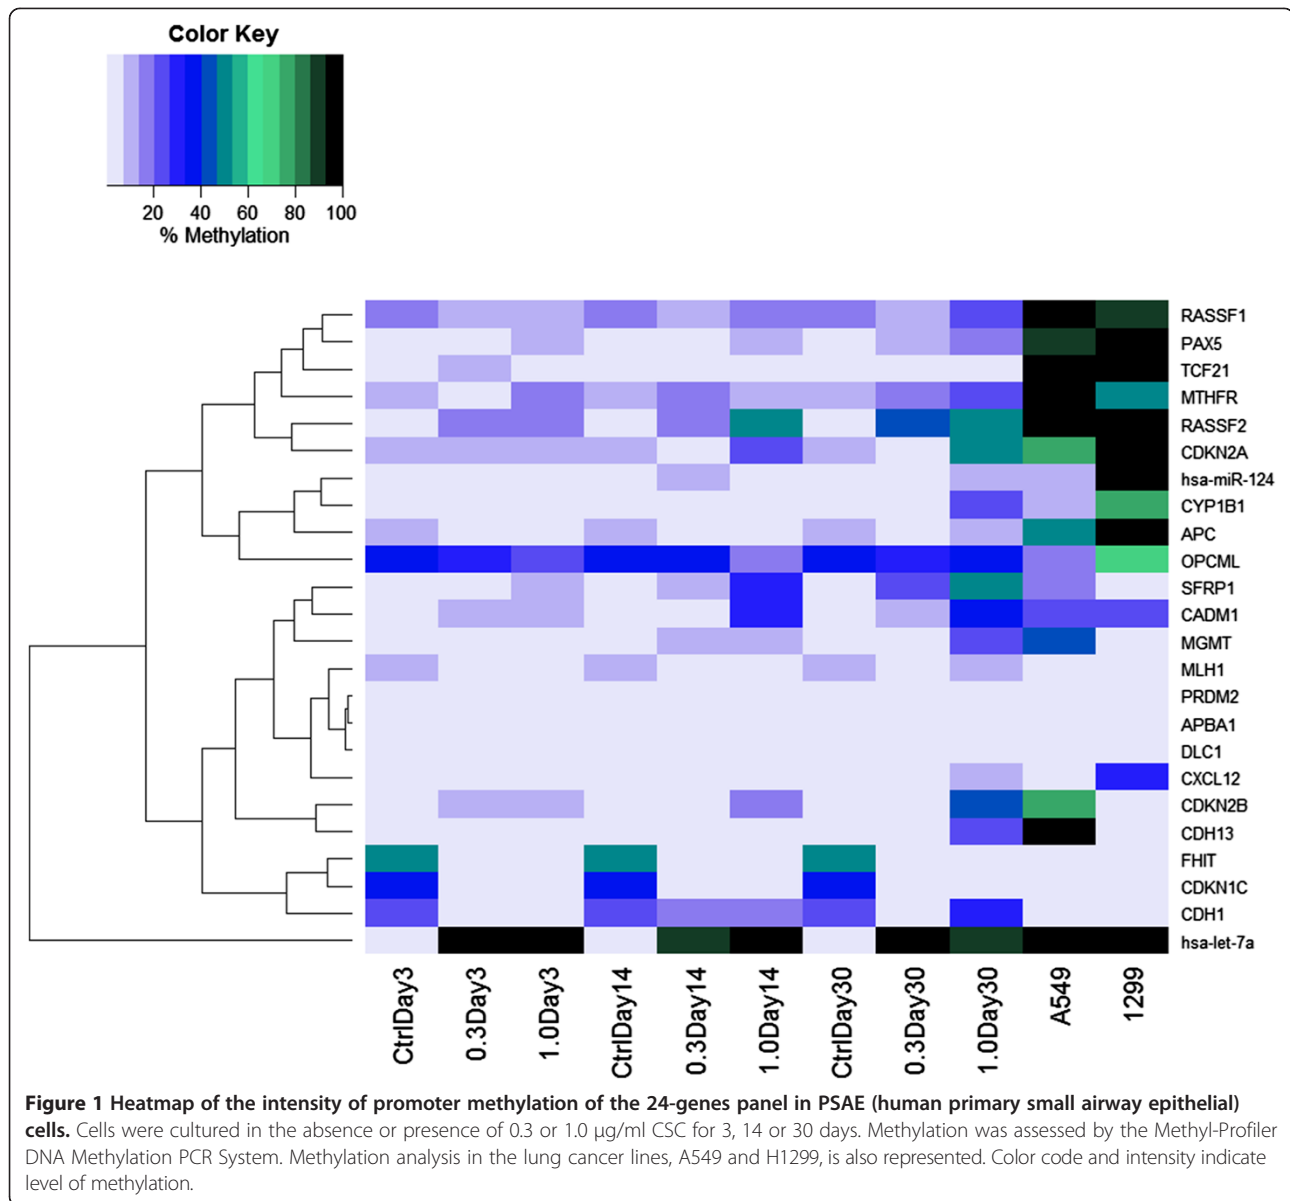 Color Key
20 40 60 80 100
% Methylation
RASSF1
PAX5
TCF21
MTHFR
RASSF2
CDKN2A
hsa-miR-124
CYP1B1
APC
OPCML
SFRP1
CADM1
MGMT
MLH1
PRDM2
APBA1
DLC1
CXCL12
CDKN2B
CDH13
FHIT
CDKN1C
CDH1
hsa-let-7a
CtrlDay3
0.3Day3
1.0Day3
CtrlDay14
0.3Day14
1.0Day14
CtrlDay30
0.3Day30
1.0Day30
A549
1299
Figure 1 Heatmap of the intensity of promoter methylation of the 24-genes panel in PSAE (human primary small airway epithelial)
cells. Cells were cultured in the absence or presence of 0.3 or 1.0 μg/ml CSC for 3, 14 or 30 days. Methylation was assessed by the Methyl-Profiler
DNA Methylation PCR System. Methylation analysis in the lung cancer lines, A549 and H1299, is also represented. Color code and intensity indicate
level of methylation.